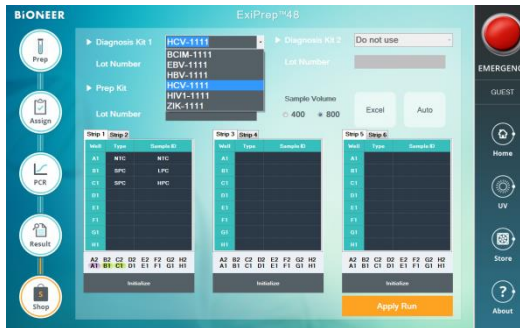 BiONEER
ExiPrep™48
Prep
Assign
PCR
Result
5
Shop
Diagnosis Kit 1
HCV-1111
BCIM-1111
EBV-1111
HBV-1111
HCV-1111
HIV1-1111
ZIK-1111
Lot Number
Prep Kit
Lot Number
Diagnosis Kit 2
Do not use
Lot Number
Sample Volume
400 800
Excel
Auto
Strip 1 Strip 2
Well Type Sample ID
A1 NTC NTC
B1 SPC LPC
C1 SPC HPC
D1
E1
F1
G1
H1
A2 B2 C2 D2 E2 F2 G2 H2
A1 B1 C1 D1 E1 F1 G1 H1
Initialize
Strip 3 Strip 4
Well Type Sample ID
A1
B1
C1
D1
E1
F1
G1
H1
A2 B2 C2 D2 E2 F2 G2 H2
A1 B1 C1 D1 E1 F1 G1 H1
Initialize
Strip 5 Strip 6
Well Type Sample ID
A1
B1
C1
D1
E1
F1
G1
H1
A2 B2 C2 D2 E2 F2 G2 H2
A1 B1 C1 D1 E1 F1 G1 H1
Initialize
Apply Run
EMERGENC
GUEST
Home
UV
Store
?
About